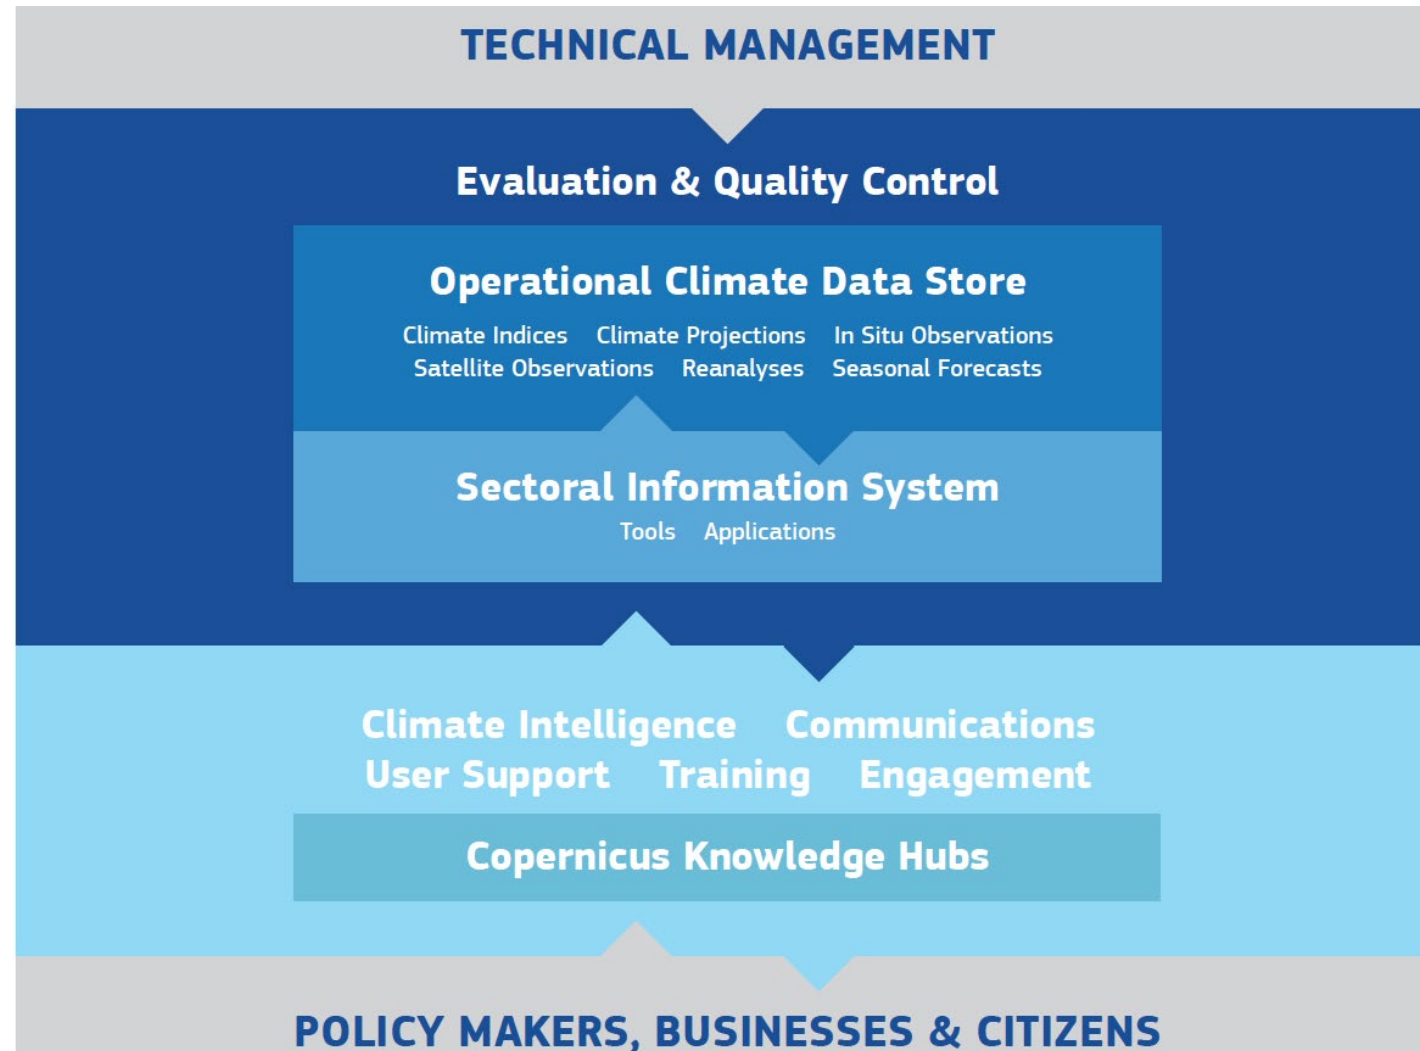 TECHNICAL MANAGEMENT
Evaluation & Quality Control
Operational Climate Data Store
Climate Indices Climate Projections In Situ Observations
Satellite Observations Reanalyses Seasonal Forecasts
Sectoral Information System
Tools Applications
Climate Intelligence Communications
User Support Training Engagement
Copernicus Knowledge Hubs
POLICY MAKERS, BUSINESSES & CITIZENS